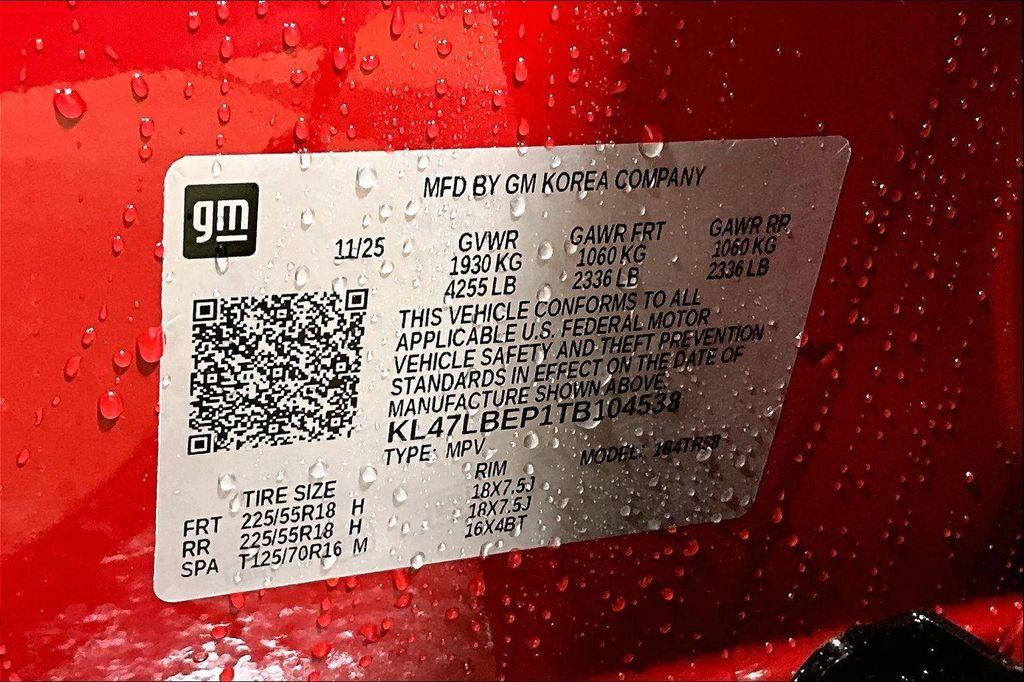 gm
MFD BY GM KOREA COMPANY
11/25 GVWR GAWR FRT GAWR RR
1930 KG 1060 KG 1060 KG
4255 LB 2336 LB 2336 LB
THIS VEHICLE CONFORMS TO ALL
APPLICABLE U.S. FEDERAL MOTOR
VEHICLE SAFETY AND THEFT PREVENTION
STANDARDS IN EFFECT ON THE DATE OF
MANUFACTURE SHOWN ABOVE.
KL47LBEP1TB104538
TYPE: MPV MODEL:
TIRE SIZE RIM
FRT 225/55R18 H 18X7.5J
RR 225/55R18 H 18X7.5J
SPA T125/70R16 M 16X4BT